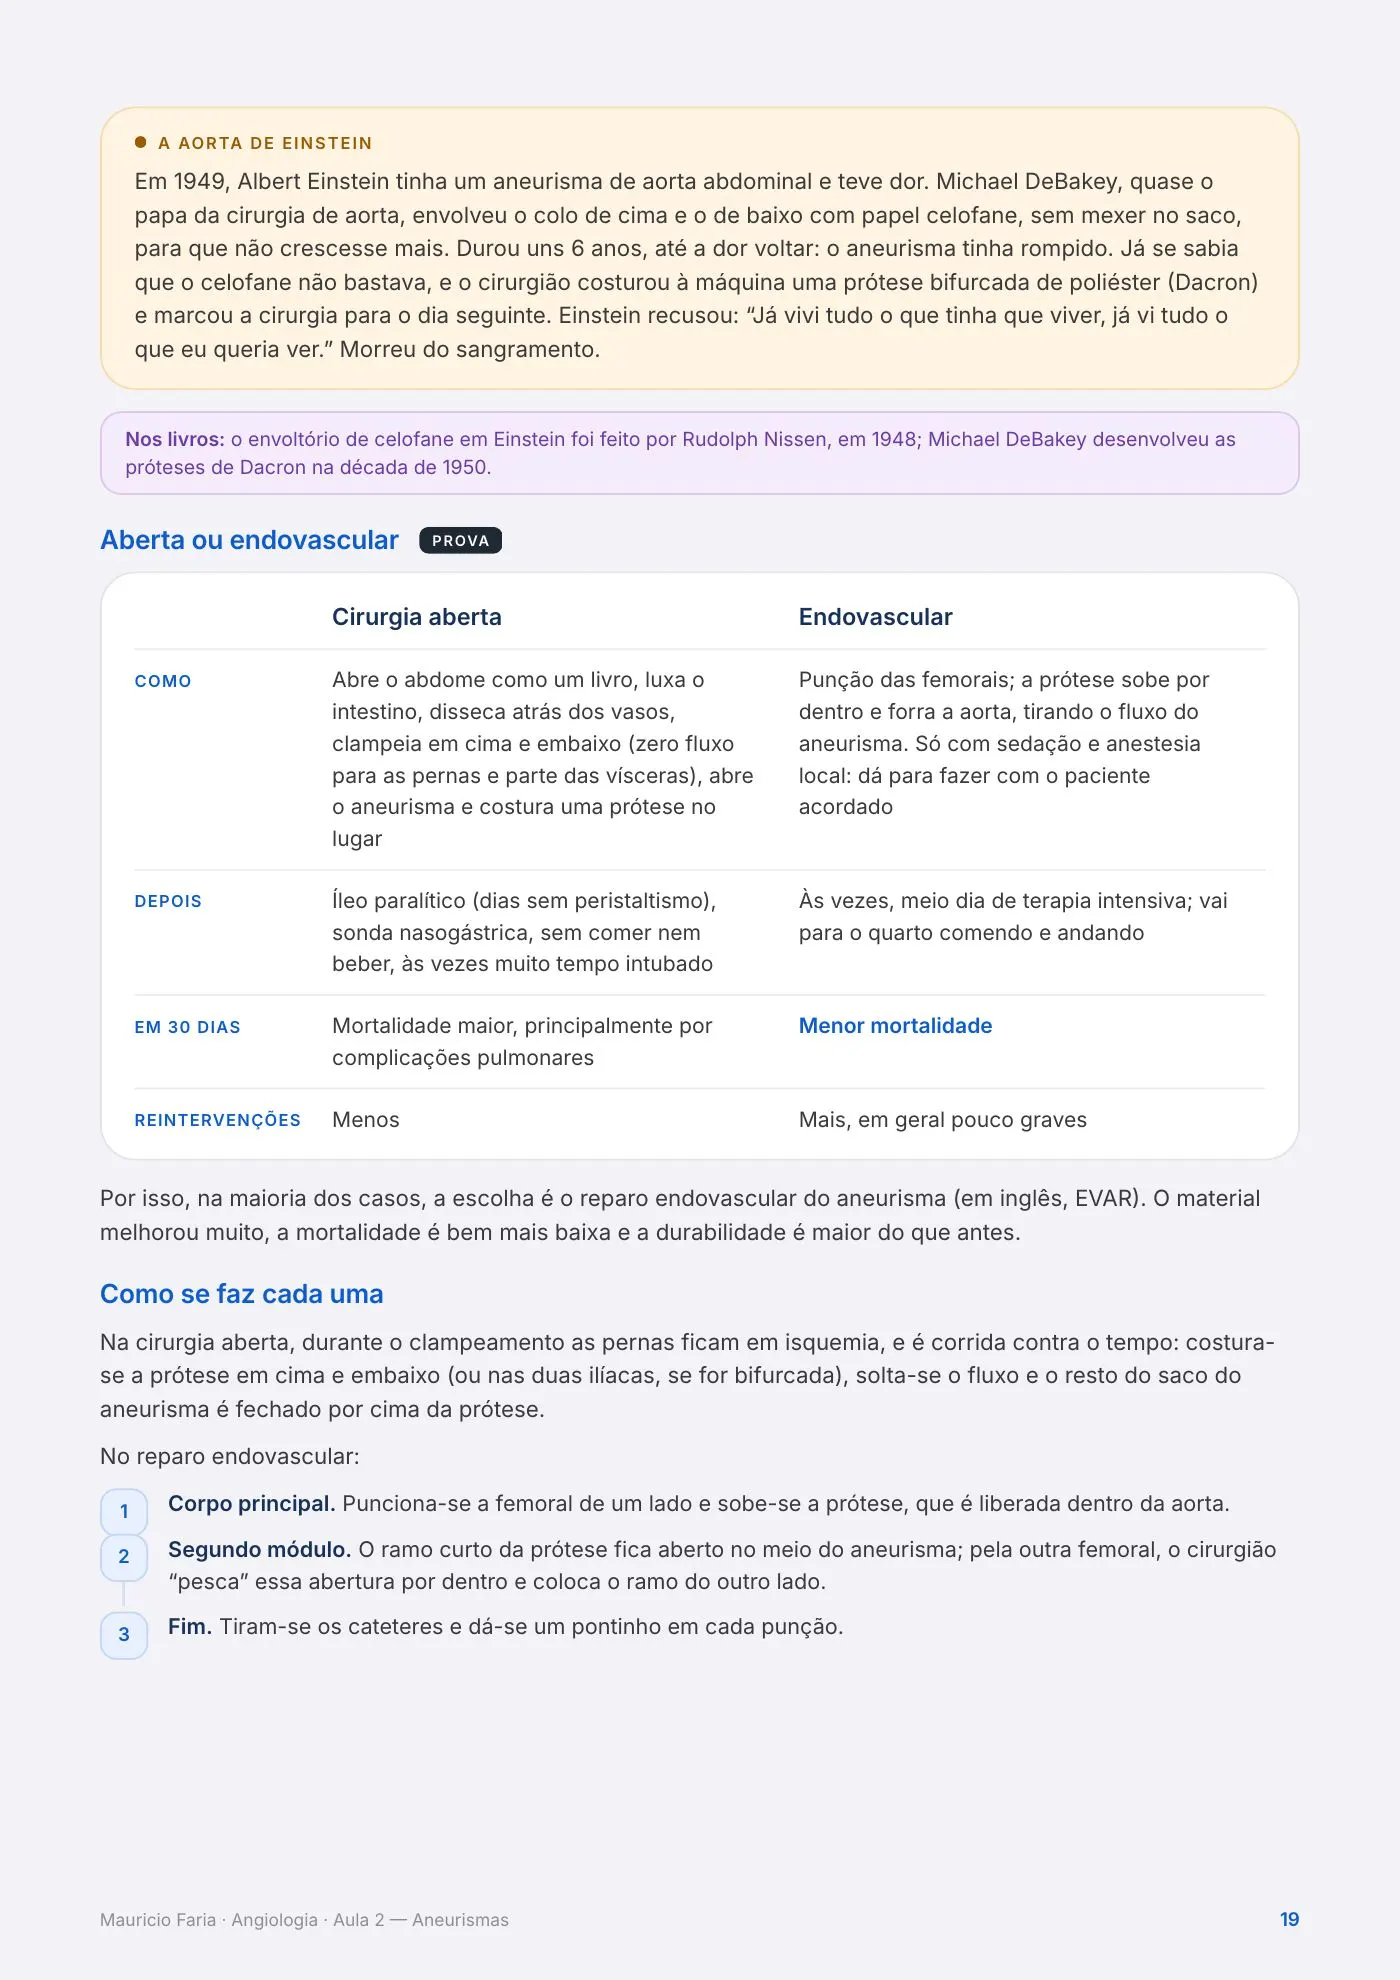 A AORTA DE EINSTEIN
Em 1949, Albert Einstein tinha um aneurisma de aorta abdominal e teve dor. Michael DeBakey, quase o
papa da cirurgia de aorta, envolveu o colo de cima e o de baixo com papel celofane, sem mexer no saco,
para que não crescesse mais. Durou uns 6 anos, até a dor voltar: o aneurisma tinha rompido. Já se sabia
que o celofane não bastava, e o cirurgião costurou à máquina uma prótese bifurcada de poliéster (Dacron)
e marcou a cirurgia para o dia seguinte. Einstein recusou: “Já vivi tudo o que tinha que viver, já vi tudo o
que eu queria ver.” Morreu do sangramento.
Nos livros: o envoltório de celofane em Einstein foi feito por Rudolph Nissen, em 1948; Michael DeBakey desenvolveu as
próteses de Dacron na década de 1950.
Aberta ou endovascular PROVA
Cirurgia aberta Endovascular
COMO
Abre o abdome como um livro, luxa o
intestino, disseca atrás dos vasos,
clampeia em cima e embaixo (zero fluxo
para as pernas e parte das vísceras), abre
o aneurisma e costura uma prótese no
lugar
Punção das femorais; a prótese sobe por
dentro e forra a aorta, tirando o fluxo do
aneurisma. Só com sedação e anestesia
local: dá para fazer com o paciente
acordado
DEPOIS
Íleo paralítico (dias sem peristaltismo),
sonda nasogástrica, sem comer nem
beber, às vezes muito tempo intubado
Às vezes, meio dia de terapia intensiva; vai
para o quarto comendo e andando
EM 30 DIAS
Mortalidade maior, principalmente por
complicações pulmonares
Menor mortalidade
REINTERVENÇÕES
Menos
Mais, em geral pouco graves
Por isso, na maioria dos casos, a escolha é o reparo endovascular do aneurisma (em inglês, EVAR). O material
melhorou muito, a mortalidade é bem mais baixa e a durabilidade é maior do que antes.
Como se faz cada uma
Na cirurgia aberta, durante o clampeamento as pernas ficam em isquemia, e é corrida contra o tempo: costura-
se a prótese em cima e embaixo (ou nas duas ilíacas, se for bifurcada), solta-se o fluxo e o resto do saco do
aneurisma é fechado por cima da prótese.
No reparo endovascular:
1 Corpo principal. Punciona-se a femoral de um lado e sobe-se a prótese, que é liberada dentro da aorta.
2 Segundo módulo. O ramo curto da prótese fica aberto no meio do aneurisma; pela outra femoral, o cirurgião
“pesca” essa abertura por dentro e coloca o ramo do outro lado.
3 Fim. Tiram-se os cateteres e dá-se um pontinho em cada punção.
Mauricio Faria · Angiologia · Aula 2 — Aneurismas 19